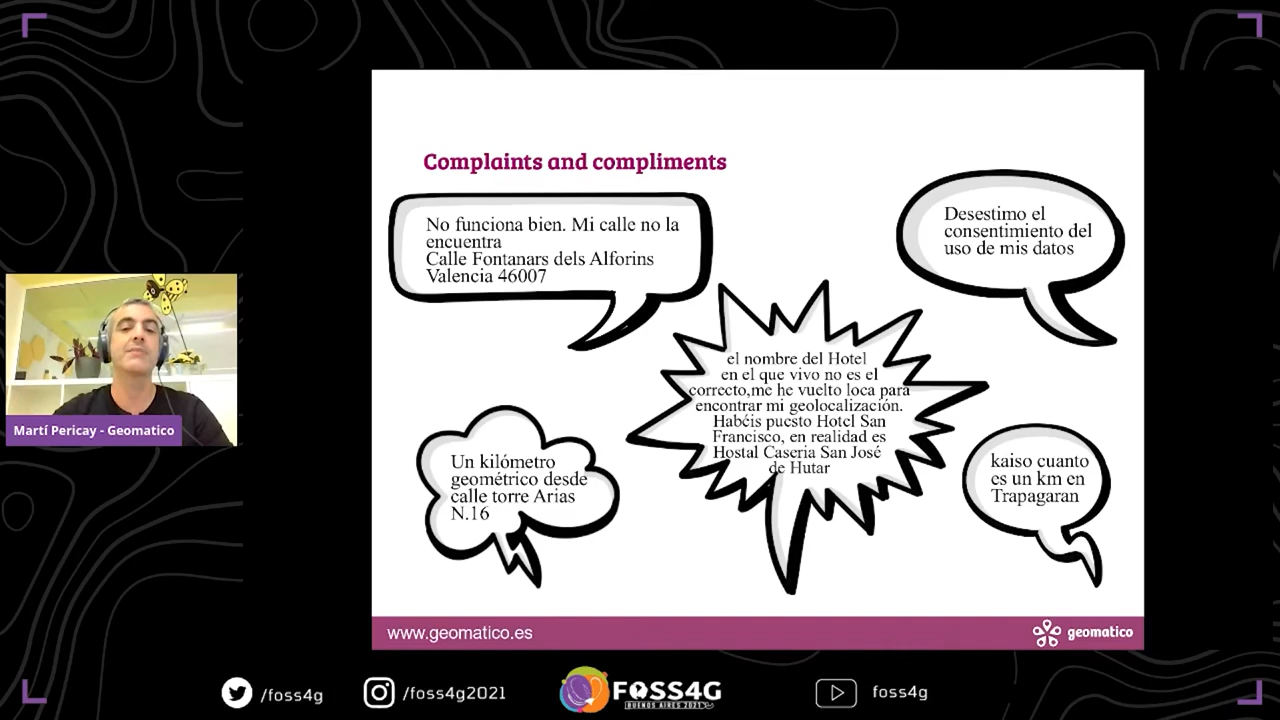 Complaints and compliments
No funciona bien. Mi calle no la
encuentra
Calle Fontanars dels Alforins
Valencia 46007
Desestimo el
consentimiento del
uso de mis datos
el nombre del Hotel
en el que vivo no es el
correcto,me he vuelto loca para
encontrar mi geolocalización.
Habéis puesto Hotel San
Francisco, en realidad es
Hostal Caseria San José
de Hutar
Un kilómetro
geométrico desde
calle torre Arias
N.16
kaiso cuanto
es un km en
Trapagaran
Martí Pericay - Geomatico
www.geomatico.es
geomatico
/foss4g
/foss4g2021
FOSS4G
BUENOS AIRES 2021
foss4g